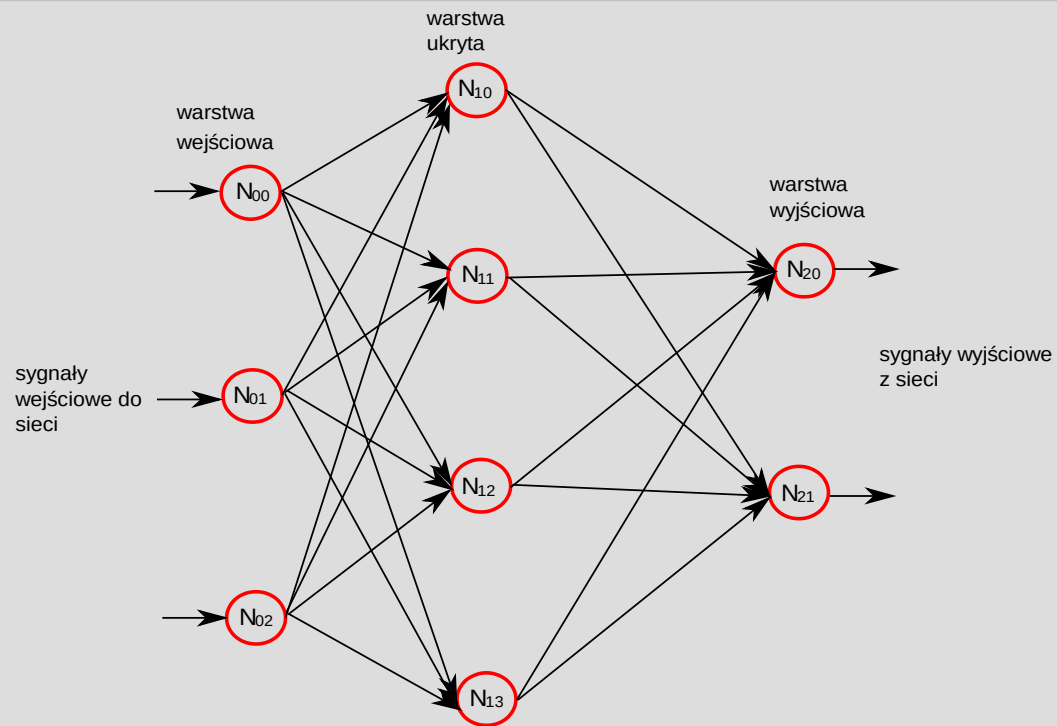 warstwa
ukryta
N10
warstwa
wejściowa
N00
warstwa
wyjściowa
N11
N20
sygnały wyjściowe
z sieci
sygnały
wejściowe do
sieci
N01
N12
N21
N02
N13